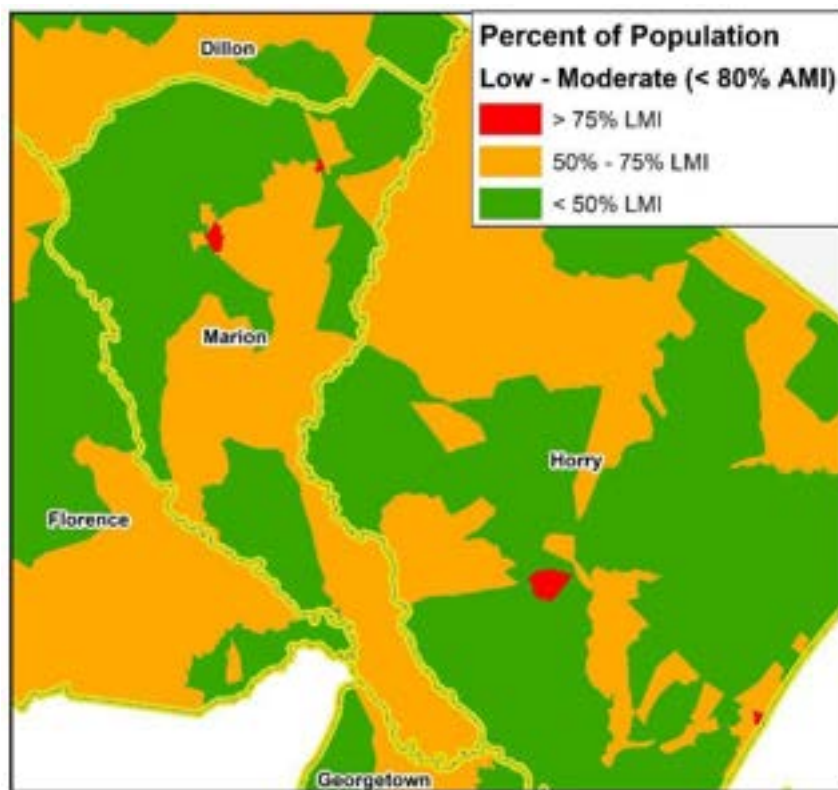 Percent of Population
Low - Moderate (< 80% AMI)
> 75% LMI
50% - 75% LMI
< 50% LMI
Dillon
Marion
Horry
Florence
Georgetown